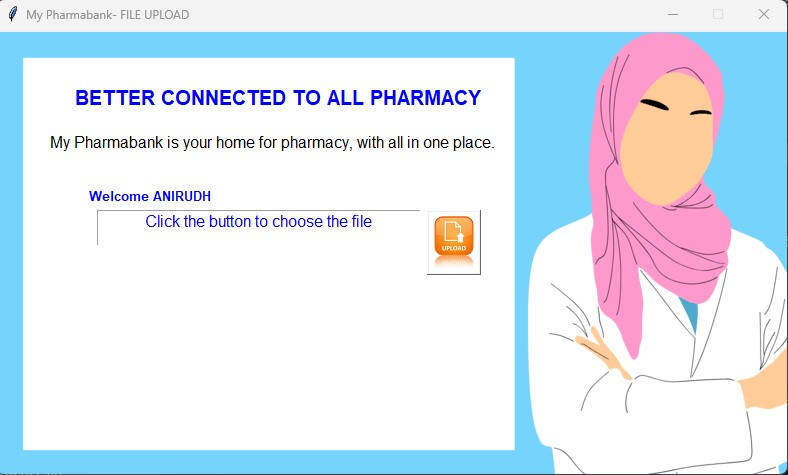 My Pharmabank- FILE UPLOAD
BETTER CONNECTED TO ALL PHARMACY
My Pharmabank is your home for pharmacy, with all in one place.
Welcome ANIRUDH
Click the button to choose the file
UPLOAD